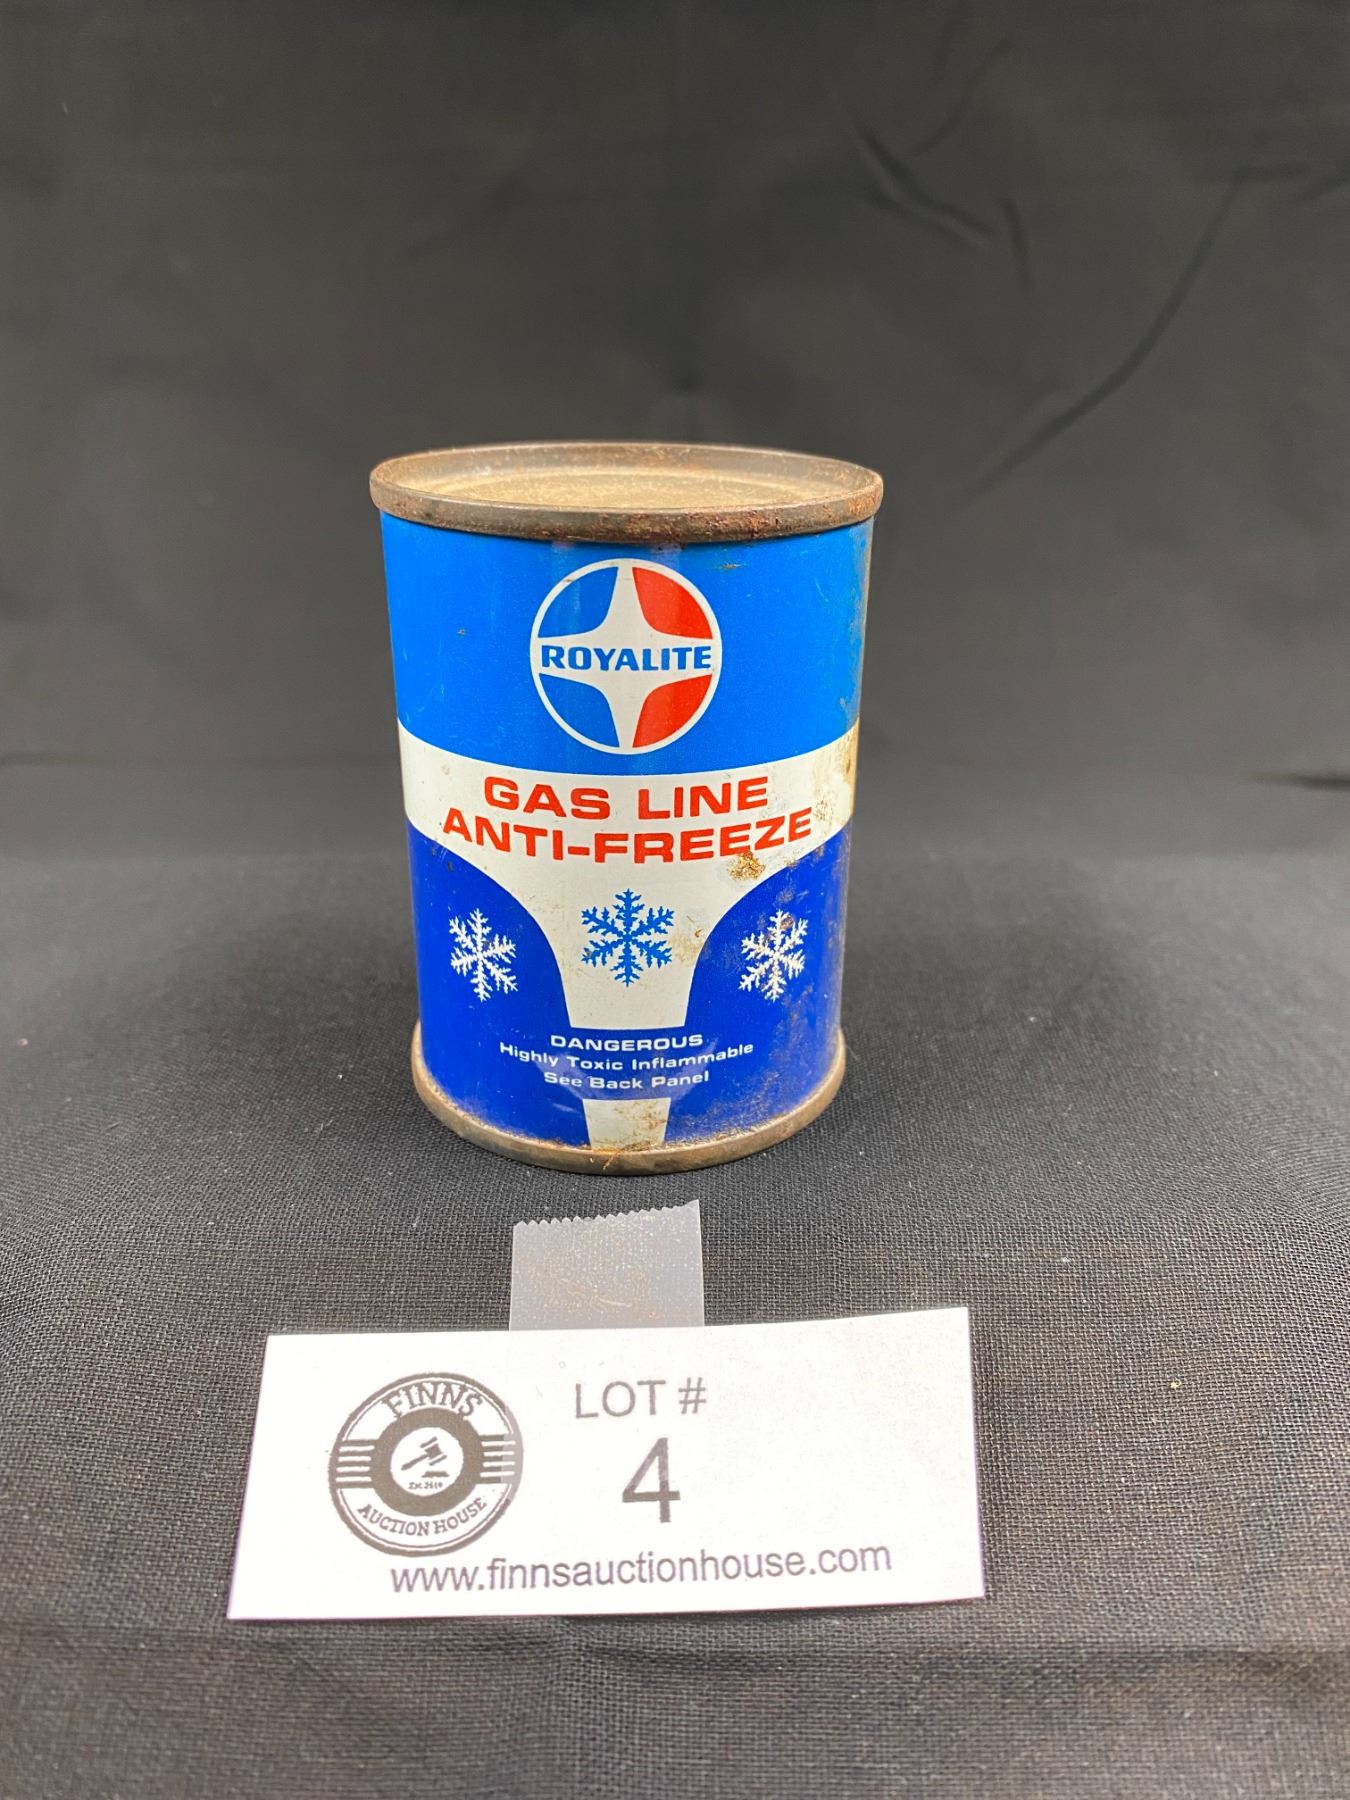 ROYALITE
GAS LINE
ANTI-FREEZE
DANGEROUS
Highly Toxic Inflammable
See Back Panel
FINNS
AUCTION HOUSE
LOT #
4
www.finnsauctionhouse.com